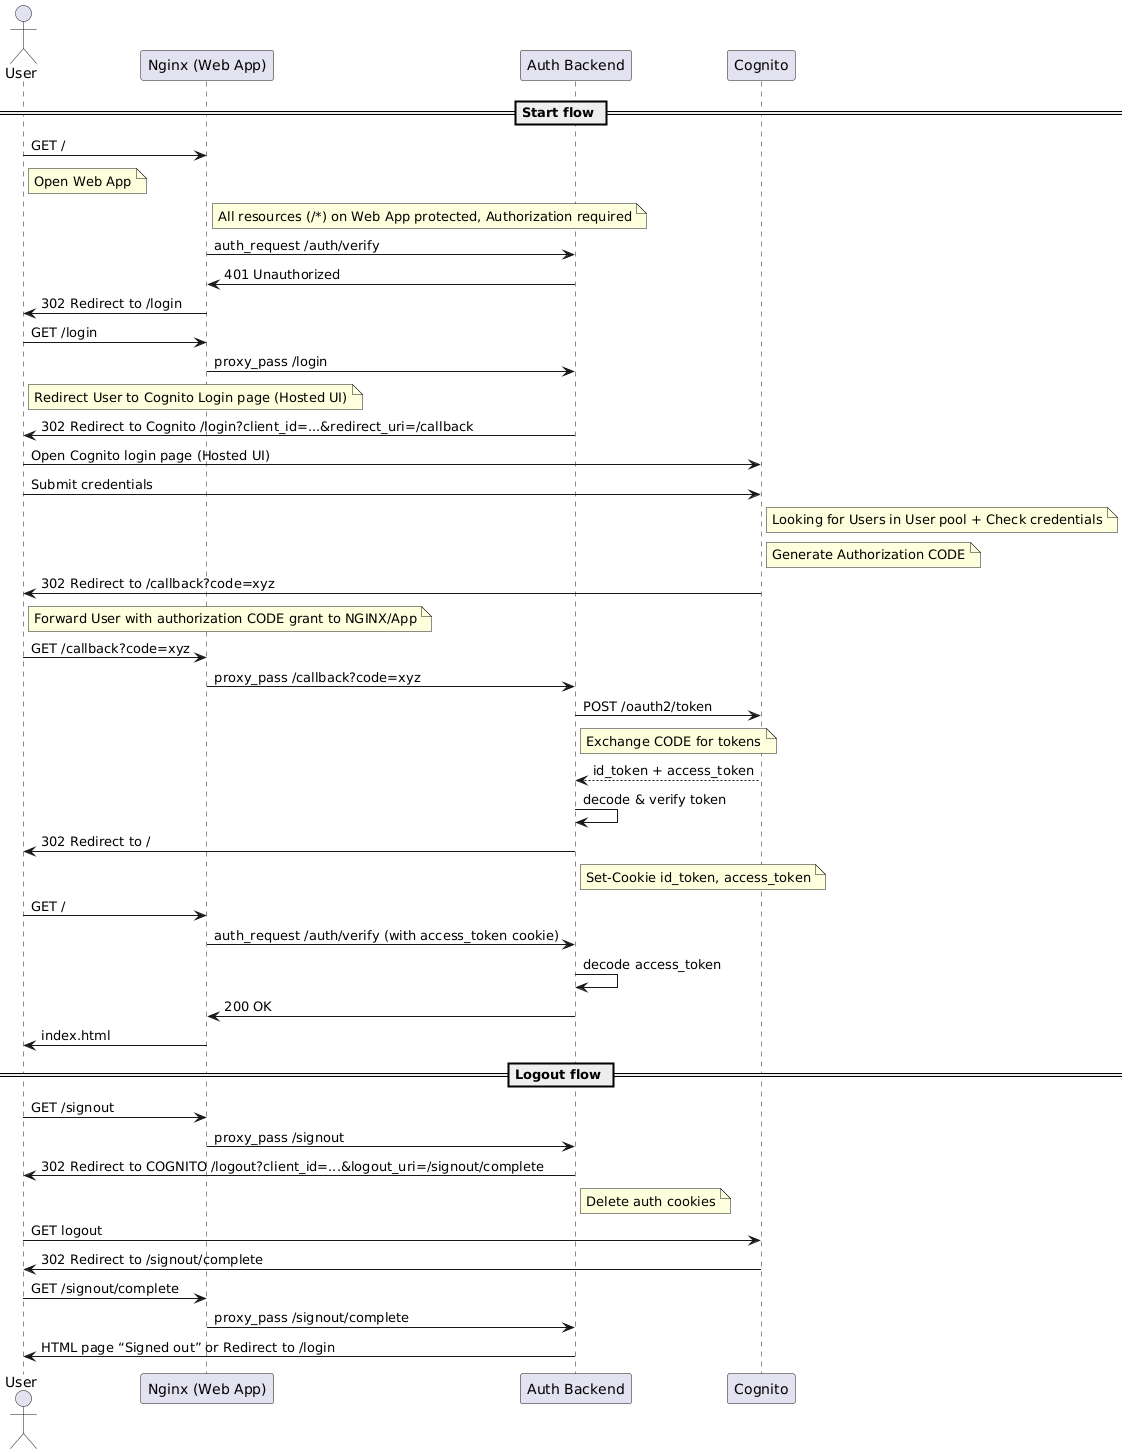 User
Nginx (Web App)
Auth Backend
Cognito
Start flow
GET /
Open Web App
All resources (/*) on Web App protected, Authorization required
auth_request /auth/verify
401 Unauthorized
302 Redirect to /login
GET /login
proxy_pass /login
Redirect User to Cognito Login page (Hosted UI)
302 Redirect to Cognito /login?client_id=...&redirect_uri=/callback
Open Cognito login page (Hosted UI)
Submit credentials
Looking for Users in User pool + Check credentials
Generate Authorization CODE
302 Redirect to /callback?code=xyz
Forward User with authorization CODE grant to NGINX/App
GET /callback?code=xyz
proxy_pass /callback?code=xyz
POST /oauth2/token
Exchange CODE for tokens
id_token + access_token
decode & verify token
302 Redirect to /
Set-Cookie id_token, access_token
GET /
auth_request /auth/verify (with access_token cookie)
decode access_token
200 OK
index.html
Logout flow
GET /signout
proxy_pass /signout
302 Redirect to COGNITO /logout?client_id=...&logout_uri=/signout/complete
Delete auth cookies
GET logout
302 Redirect to /signout/complete
GET /signout/complete
proxy_pass /signout/complete
HTML page “Signed out” or Redirect to /login
User
Nginx (Web App)
Auth Backend
Cognito